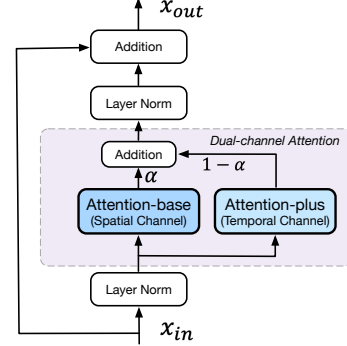 x_out
Addition
Layer Norm
Dual-channel Attention
Addition
α
1 − α
Attention-base
(Spatial Channel)
Attention-plus
(Temporal Channel)
Layer Norm
x_in